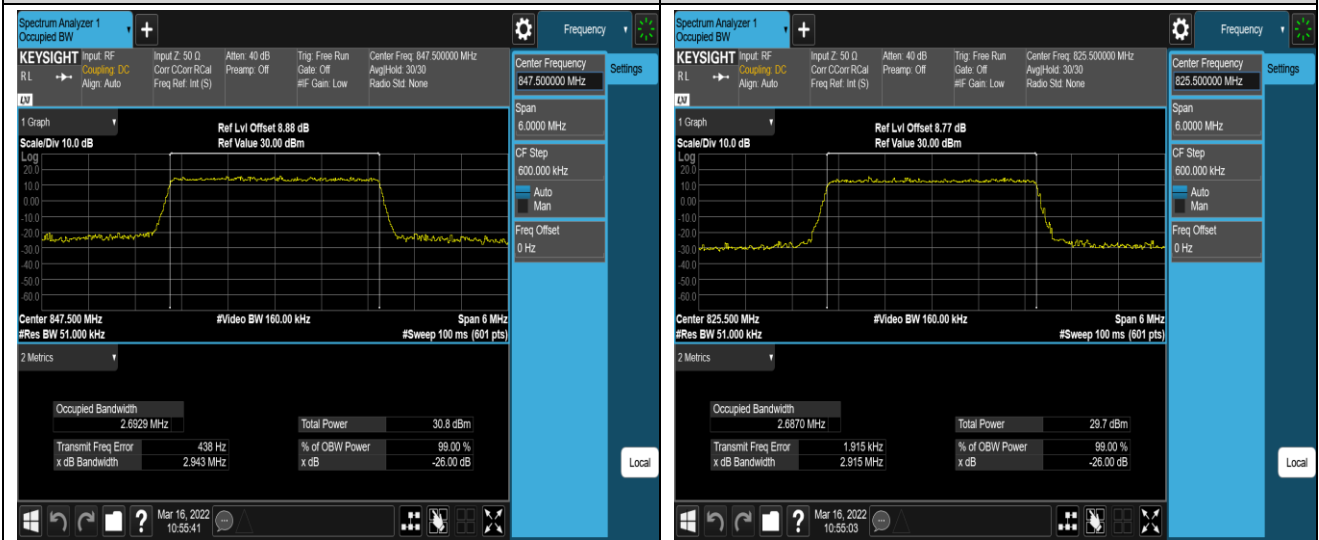 Spectrum Analyzer 1
Occupied BW
+
Frequency
KEYSIGHT
RL
LXI
Input: RF
Coupling: DC
Align: Auto
Input Z: 50 Ω
Corr CCorr RCal
Freq Ref: Int (S)
Atten: 40 dB
Preamp: Off
Trig: Free Run
Gate: Off
#IF Gain: Low
Center Freq: 847.500000 MHz
Avg|Hold: 30/30
Radio Std: None
Center Frequency
847.500000 MHz
Settings
Span
6.0000 MHz
CF Step
600.000 kHz
Auto
Man
Freq Offset
0 Hz
Local
1 Graph
Scale/Div 10.0 dB
Ref Lvl Offset 8.88 dB
Ref Value 30.00 dBm
Log
20.0
10.0
0.00
-10.0
-20.0
-30.0
-40.0
-50.0
-60.0
Center 847.500 MHz
#Video BW 160.00 kHz
Span 6 MHz
#Res BW 51.000 kHz
#Sweep 100 ms (601 pts)
2 Metrics
Occupied Bandwidth
2.6929 MHz
Total Power 30.8 dBm
Transmit Freq Error 438 Hz
% of OBW Power 99.00 %
x dB Bandwidth 2.943 MHz
x dB -26.00 dB
?
Mar 16, 2022
10:55:41
Spectrum Analyzer 1
Occupied BW
+
Frequency
KEYSIGHT
RL
LXI
Input: RF
Coupling: DC
Align: Auto
Input Z: 50 Ω
Corr CCorr RCal
Freq Ref: Int (S)
Atten: 40 dB
Preamp: Off
Trig: Free Run
Gate: Off
#IF Gain: Low
Center Freq: 825.500000 MHz
Avg|Hold: 30/30
Radio Std: None
Center Frequency
825.500000 MHz
Settings
Span
6.0000 MHz
CF Step
600.000 kHz
Auto
Man
Freq Offset
0 Hz
Local
1 Graph
Scale/Div 10.0 dB
Ref Lvl Offset 8.77 dB
Ref Value 30.00 dBm
Log
20.0
10.0
0.00
-10.0
-20.0
-30.0
-40.0
-50.0
-60.0
Center 825.500 MHz
#Video BW 160.00 kHz
Span 6 MHz
#Res BW 51.000 kHz
#Sweep 100 ms (601 pts)
2 Metrics
Occupied Bandwidth
2.6870 MHz
Total Power 29.7 dBm
Transmit Freq Error 1.915 kHz
% of OBW Power 99.00 %
x dB Bandwidth 2.915 MHz
x dB -26.00 dB
?
Mar 16, 2022
10:55:03